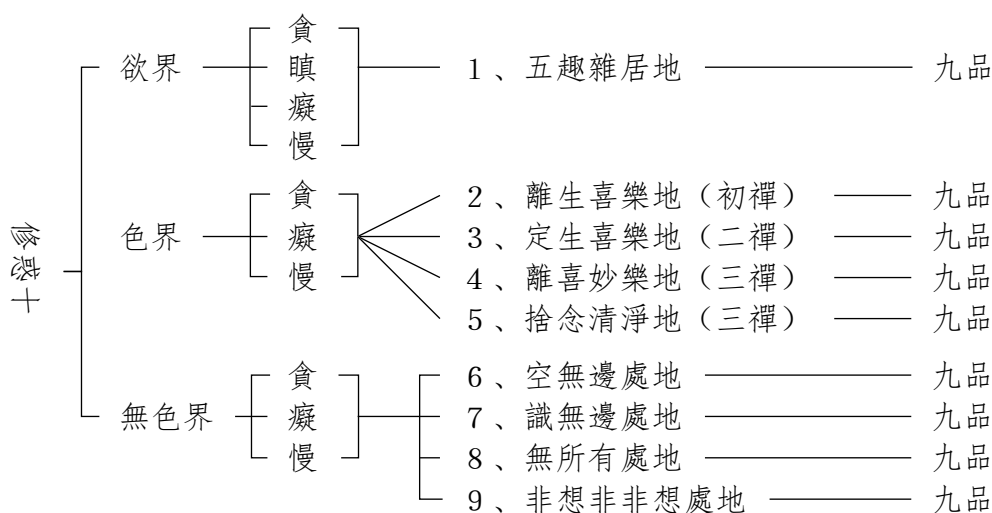 修惑十
欲界
貪
瞋
癡
慢
1、五趣雜居地 九品
色界
貪
癡
慢
2、離生喜樂地（初禪） 九品
3、定生喜樂地（二禪） 九品
4、離喜妙樂地（三禪） 九品
5、捨念清淨地（三禪） 九品
無色界
貪
癡
慢
6、空無邊處地 九品
7、識無邊處地 九品
8、無所有處地 九品
9、非想非非想處地 九品